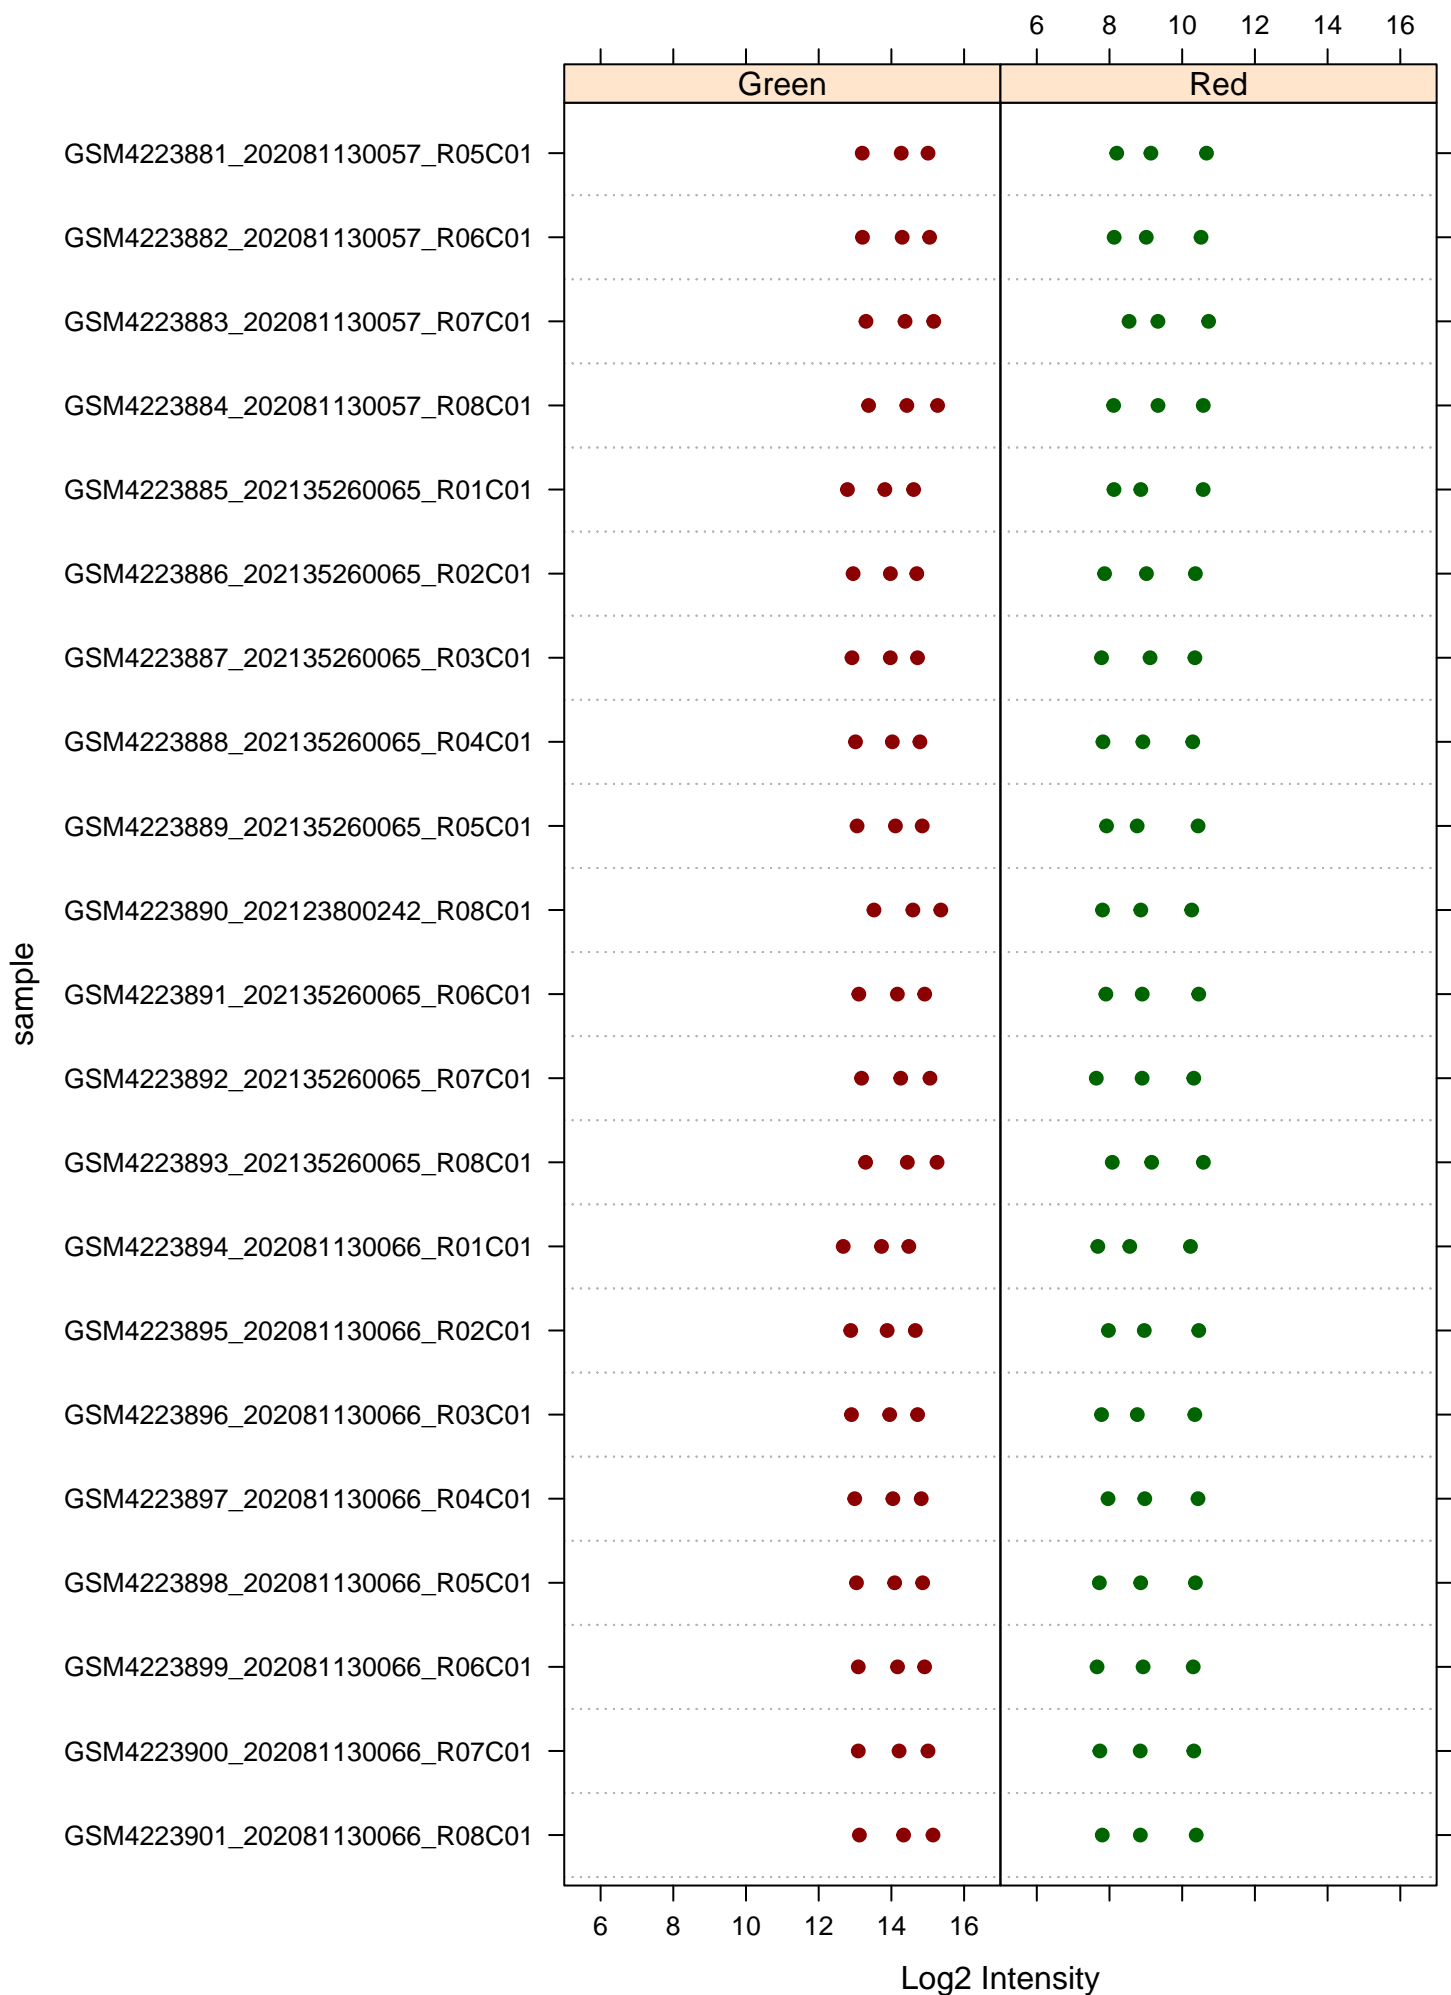 6 8 10 12 14 16
Green Red
GSM4223881_202081130057_R05C01
GSM4223882_202081130057_R06C01
GSM4223883_202081130057_R07C01
GSM4223884_202081130057_R08C01
GSM4223885_202135260065_R01C01
GSM4223886_202135260065_R02C01
GSM4223887_202135260065_R03C01
GSM4223888_202135260065_R04C01
GSM4223889_202135260065_R05C01
GSM4223890_202123800242_R08C01
GSM4223891_202135260065_R06C01
GSM4223892_202135260065_R07C01
GSM4223893_202135260065_R08C01
GSM4223894_202081130066_R01C01
GSM4223895_202081130066_R02C01
GSM4223896_202081130066_R03C01
GSM4223897_202081130066_R04C01
GSM4223898_202081130066_R05C01
GSM4223899_202081130066_R06C01
GSM4223900_202081130066_R07C01
GSM4223901_202081130066_R08C01
sample
6 8 10 12 14 16
Log2 Intensity